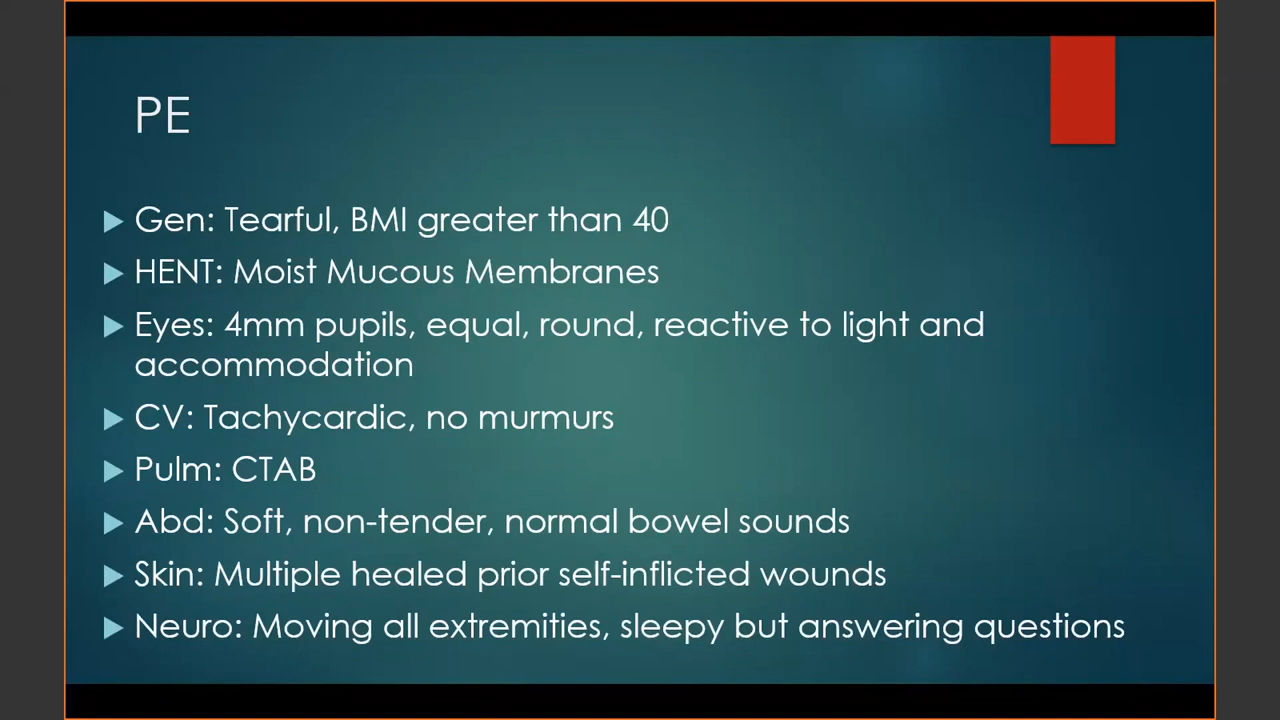 PE
Gen: Tearful, BMI greater than 40
HENT: Moist Mucous Membranes
Eyes: 4mm pupils, equal, round, reactive to light and
accommodation
CV: Tachycardic, no murmurs
Pulm: CTAB
Abd: Soft, non-tender, normal bowel sounds
Skin: Multiple healed prior self-inflicted wounds
Neuro: Moving all extremities, sleepy but answering questions